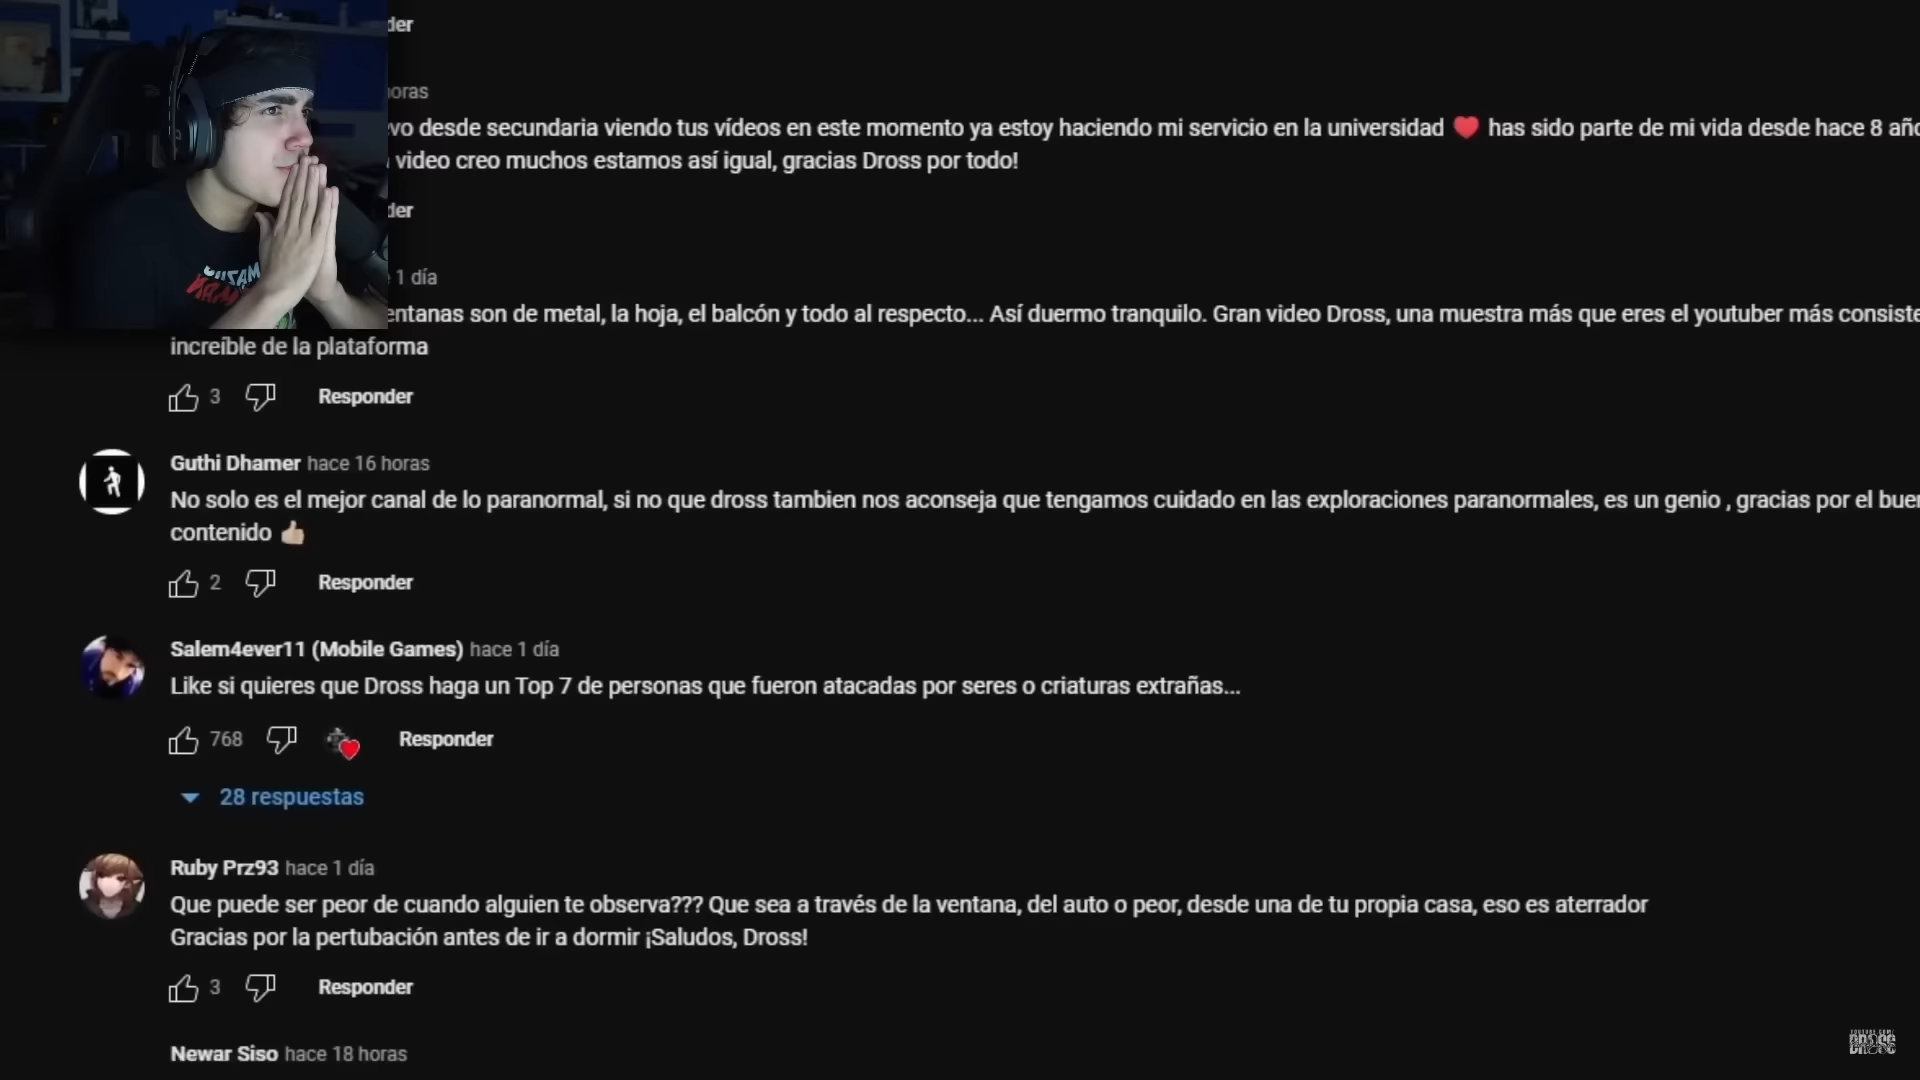 der
horas
evo desde secundaria viendo tus vídeos en este momento ya estoy haciendo mi servicio en la universidad ❤ has sido parte de mi vida desde hace 8 año
video creo muchos estamos así igual, gracias Dross por todo!
der
1 día
entanas son de metal, la hoja, el balcón y todo al respecto... Así duermo tranquilo. Gran video Dross, una muestra más que eres el youtuber más consiste
increíble de la plataforma
3 Responder
Guthi Dhamer hace 16 horas
No solo es el mejor canal de lo paranormal, si no que dross tambien nos aconseja que tengamos cuidado en las exploraciones paranormales, es un genio , gracias por el buen
contenido 👍🏼
2 Responder
Salem4ever11 (Mobile Games) hace 1 día
Like si quieres que Dross haga un Top 7 de personas que fueron atacadas por seres o criaturas extrañas...
768 Responder
28 respuestas
Ruby Prz93 hace 1 día
Que puede ser peor de cuando alguien te observa??? Que sea a través de la ventana, del auto o peor, desde una de tu propia casa, eso es aterrador
Gracias por la pertubación antes de ir a dormir ¡Saludos, Dross!
3 Responder
Newar Siso hace 18 horas
DROSS